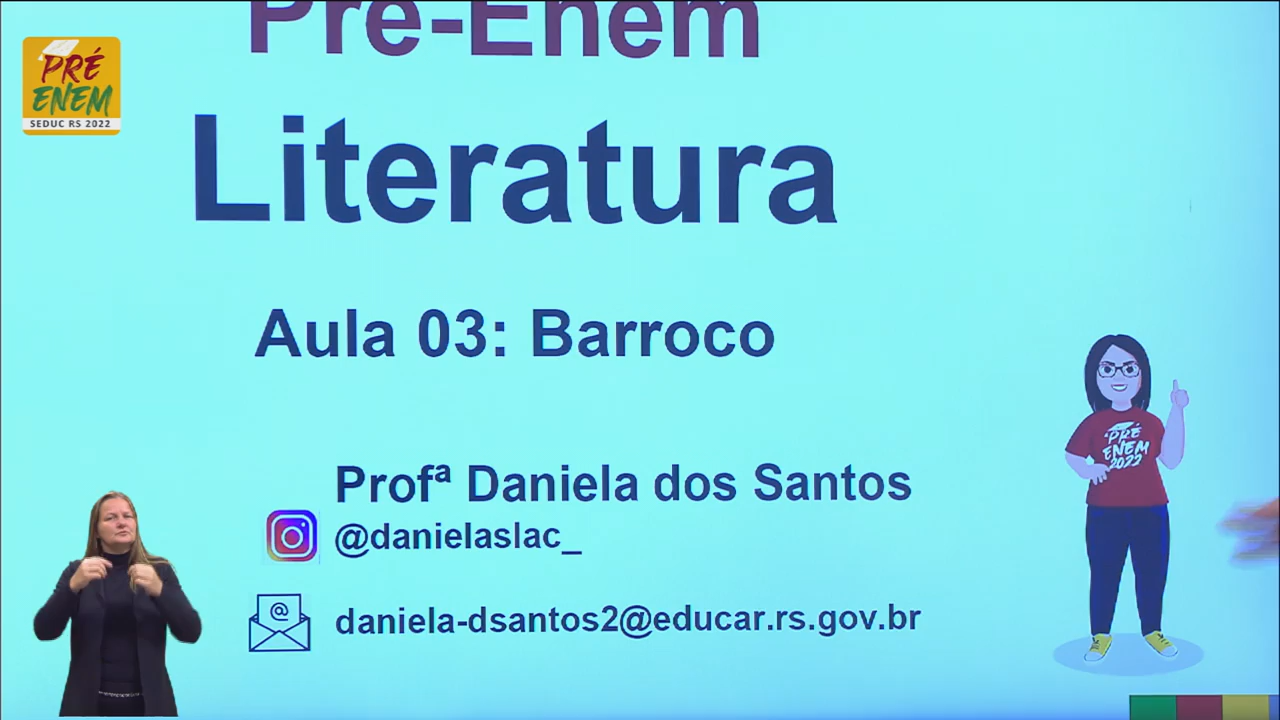 Pré-Enem
PRÉ
ENEM
SEDUC RS 2022
Literatura
Aula 03: Barroco
PRÉ
ENEM
2022
Profª Daniela dos Santos
@danielaslac_
@
daniela-dsantos2@educar.rs.gov.br